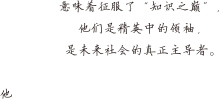 意味着征服了“知识之巅”，
他们是精英中的领袖，
是未来社会的真正主导者。
他